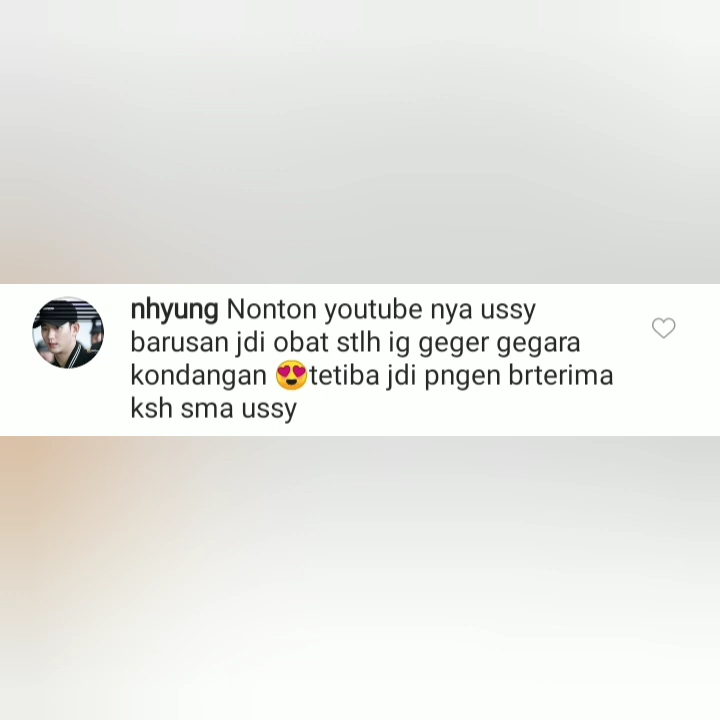 nhyung Nonton youtube nya ussy
barusan jdi obat stlh ig geger gegara
kondangan 😍tetiba jdi pngen brterima
ksh sma ussy